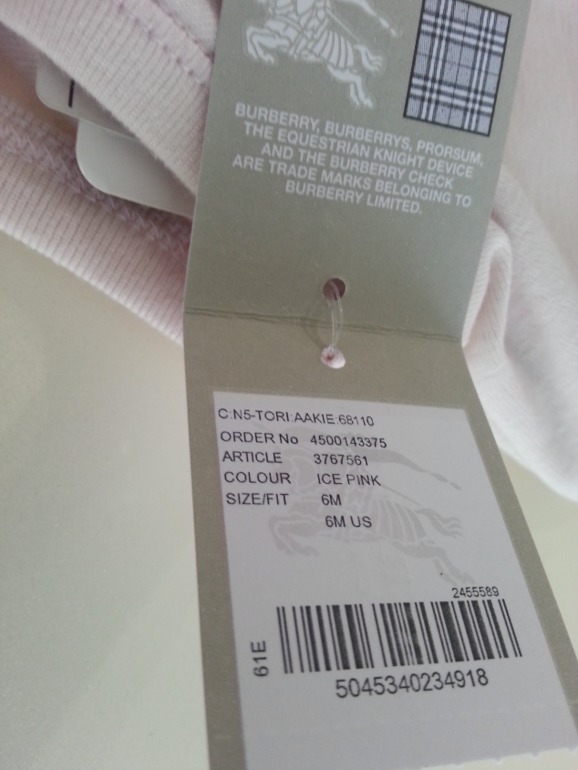 BURBERRY, BURBERRYS, PRORSUM,
THE EQUESTRIAN KNIGHT DEVICE
AND THE BURBERRY CHECK
ARE TRADE MARKS BELONGING TO
BURBERRY LIMITED.
C:N5-TORI:AAKIE:68110
ORDER No 4500143375
ARTICLE 3767561
COLOUR ICE PINK
SIZE/FIT 6M
6M US
2455589
61E
5045340234918